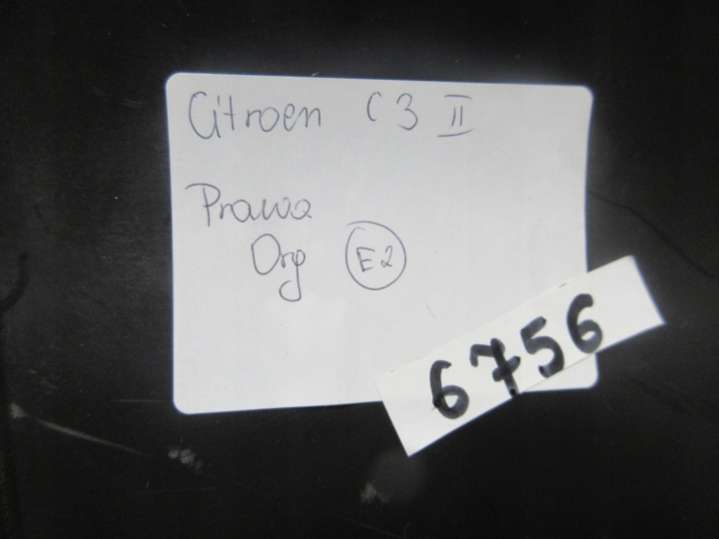 Citroen C3 II
Prawa
Org E2
6756